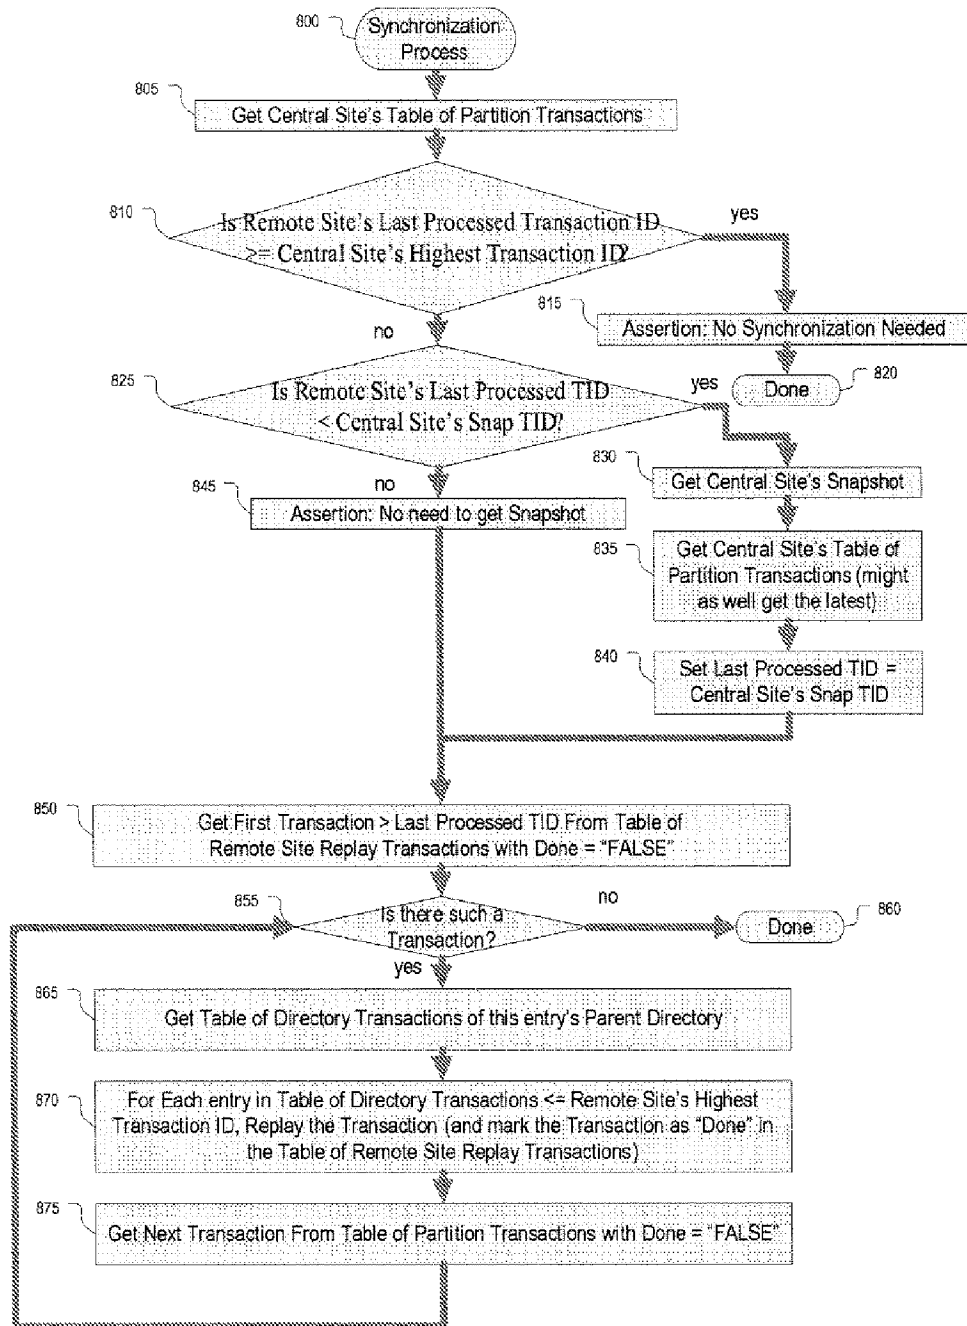 800
Synchronization
Process
805
Get Central Site's Table of Partition Transactions
810
Is Remote Site's Last Processed Transaction ID
>= Central Site's Highest Transaction ID?
yes
no
815
Assertion: No Synchronization Needed
820
Done
825
Is Remote Site's Last Processed TID
< Central Site's Snap TID?
yes
no
830
Get Central Site's Snapshot
845
Assertion: No need to get Snapshot
835
Get Central Site's Table of
Partition Transactions (might
as well get the latest)
840
Set Last Processed TID =
Central Site's Snap TID
850
Get First Transaction > Last Processed TID From Table of
Remote Site Replay Transactions with Done = “FALSE”
855
Is there such a
Transaction?
no
860
Done
yes
865
Get Table of Directory Transactions of this entry's Parent Directory
870
For Each entry in Table of Directory Transactions <= Remote Site's Highest
Transaction ID, Replay the Transaction (and mark the Transaction as “Done” in
the Table of Remote Site Replay Transactions)
875
Get Next Transaction From Table of Partition Transactions with Done = “FALSE”